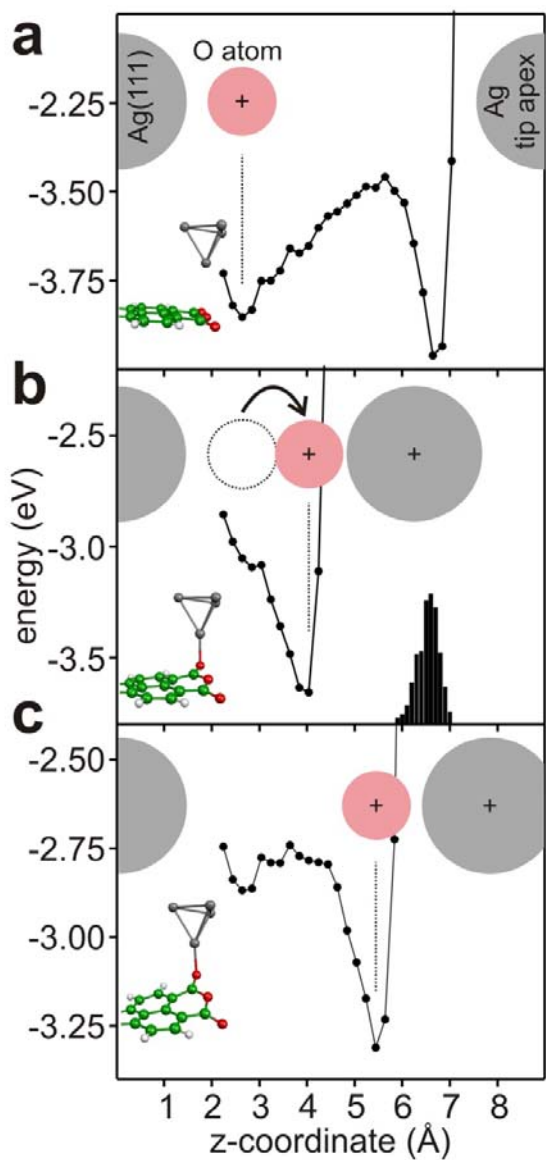 a
O atom
Ag(111)
Ag
tip apex
-2.25
-3.50
-3.75
b
-2.5
-3.0
-3.5
energy (eV)
c
-2.50
-2.75
-3.00
-3.25
1 2 3 4 5 6 7 8
z-coordinate (Å)